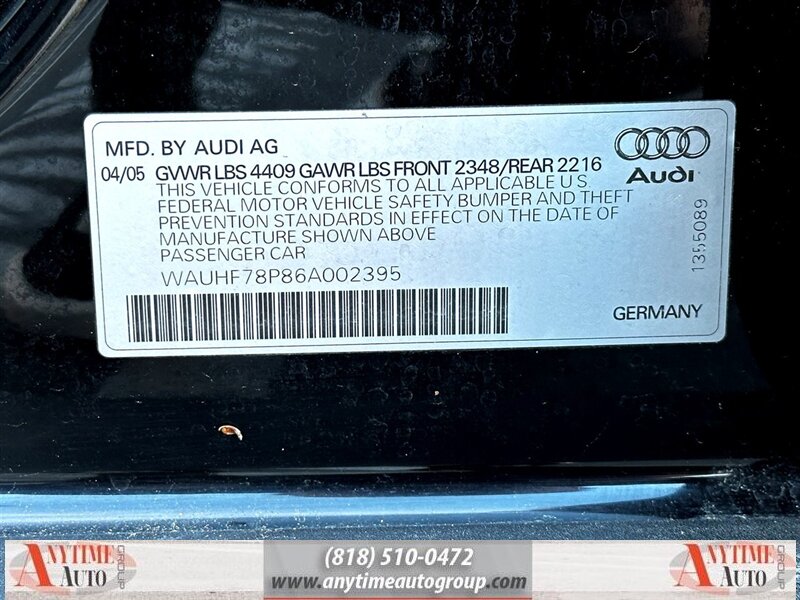 MFD. BY AUDI AG
04/05 GVWR LBS 4409 GAWR LBS FRONT 2348/REAR 2216
THIS VEHICLE CONFORMS TO ALL APPLICABLE U S
FEDERAL MOTOR VEHICLE SAFETY BUMPER AND THEFT
PREVENTION STANDARDS IN EFFECT ON THE DATE OF
MANUFACTURE SHOWN ABOVE
PASSENGER CAR
WAUHF78P86A002395
Audi
1355089
GERMANY
ANYTIME
AUTO
GROUP
(818) 510-0472
www.anytimeautogroup.com
ANYTIME
AUTO
GROUP